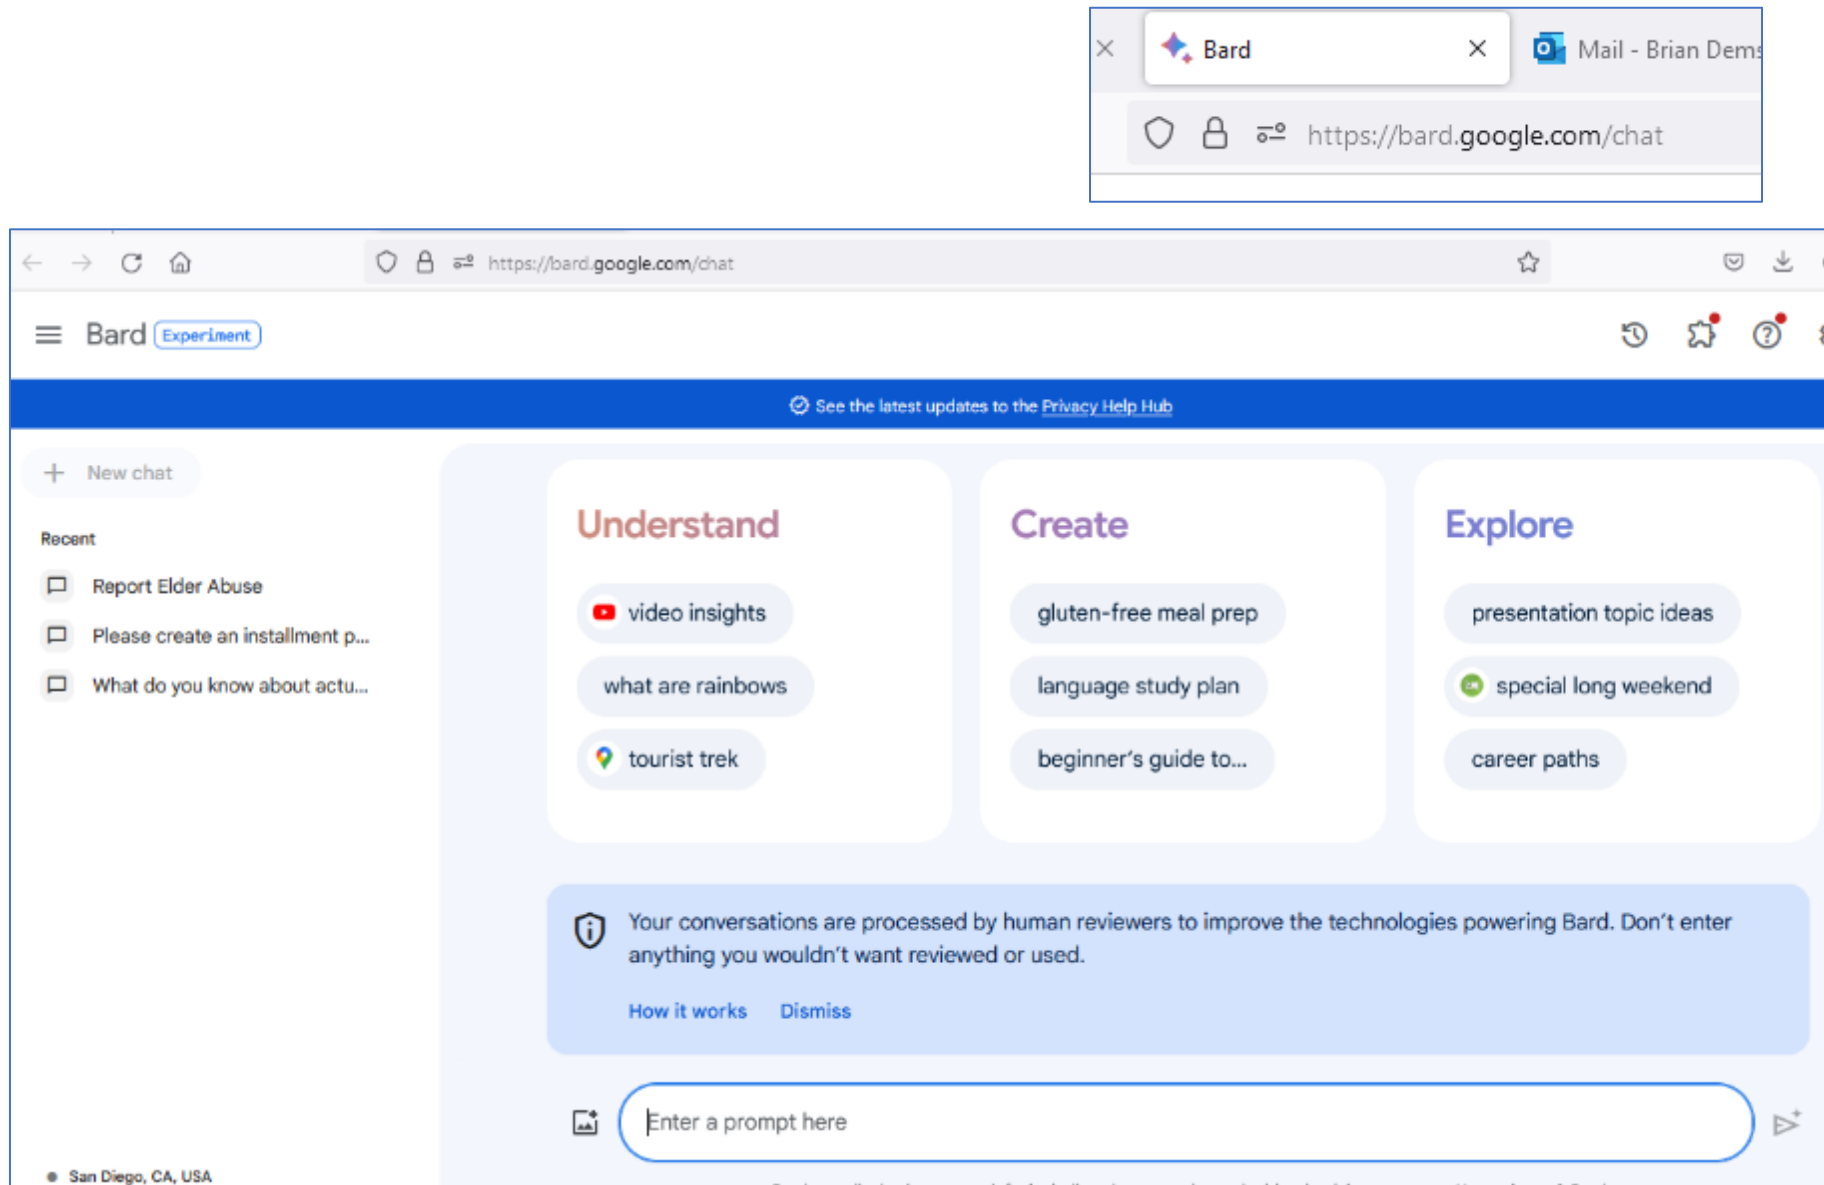 Bard
Mail - Brian Dems
https://bard.google.com/chat
https://bard.google.com/chat
Bard Experiment
See the latest updates to the Privacy Help Hub
+ New chat
Recent
Report Elder Abuse
Please create an installment p...
What do you know about actu...
San Diego, CA, USA
Understand
video insights
what are rainbows
tourist trek
Create
gluten-free meal prep
language study plan
beginner's guide to...
Explore
presentation topic ideas
special long weekend
career paths
Your conversations are processed by human reviewers to improve the technologies powering Bard. Don't enter
anything you wouldn't want reviewed or used.
How it works Dismiss
Enter a prompt here